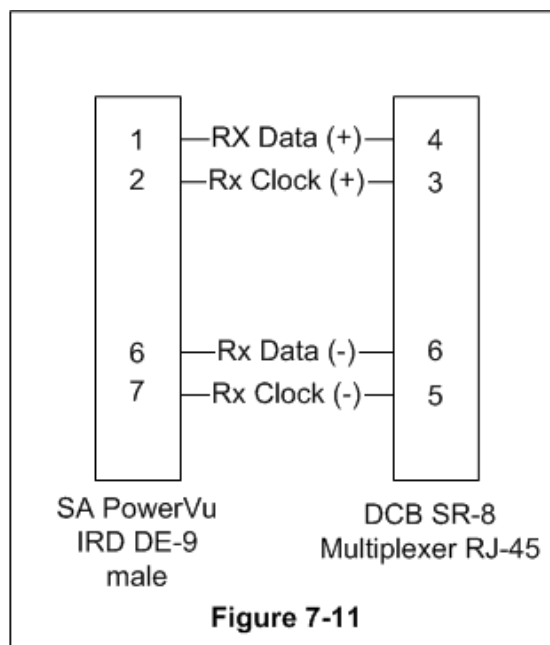 1 RX Data (+) 4
2 Rx Clock (+) 3
6 Rx Data (-) 6
7 Rx Clock (-) 5
SA PowerVu
IRD DE-9
male
DCB SR-8
Multiplexer RJ-45
Figure 7-11